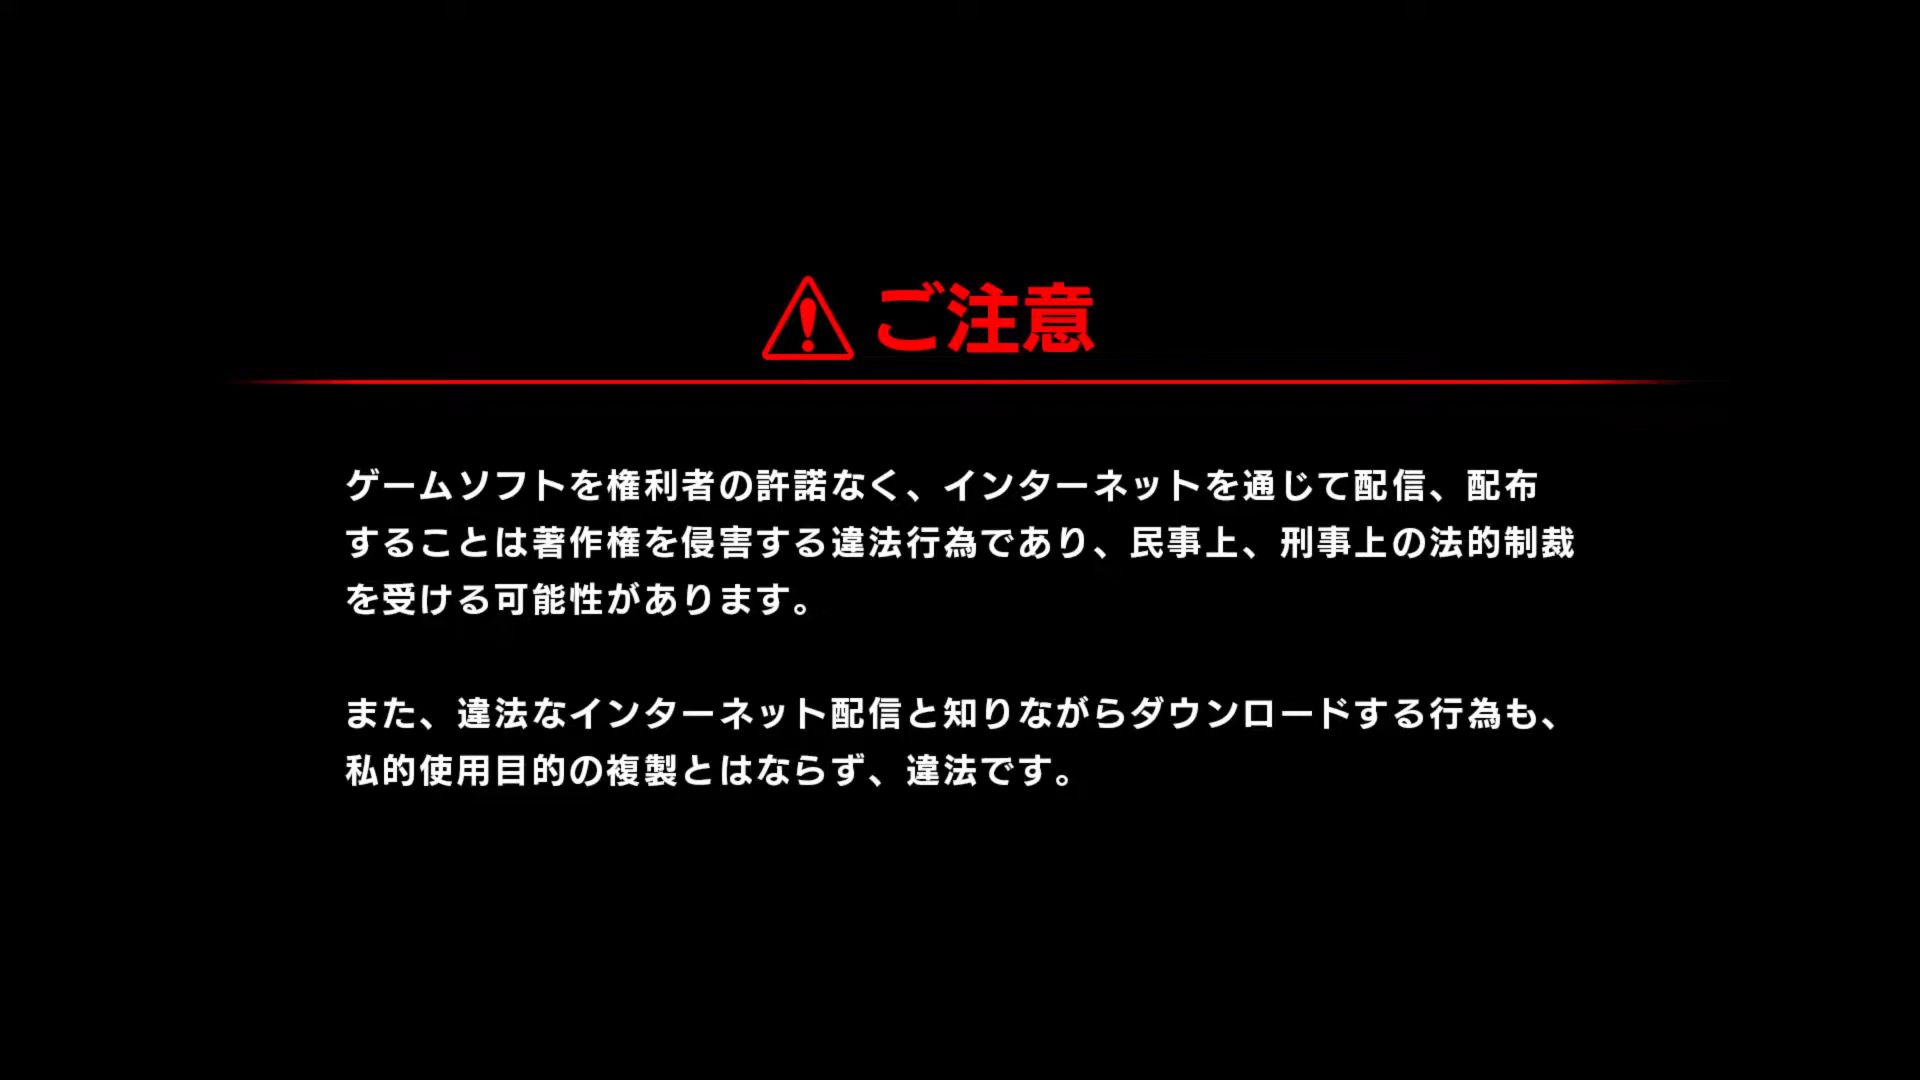 ご注意
ゲームソフトを権利者の許諾なく、インターネットを通じて配信、配布
することは著作権を侵害する違法行為であり、民事上、刑事上の法的制裁
を受ける可能性があります。
また、違法なインターネット配信と知りながらダウンロードする行為も、
私的使用目的の複製とはならず、違法です。